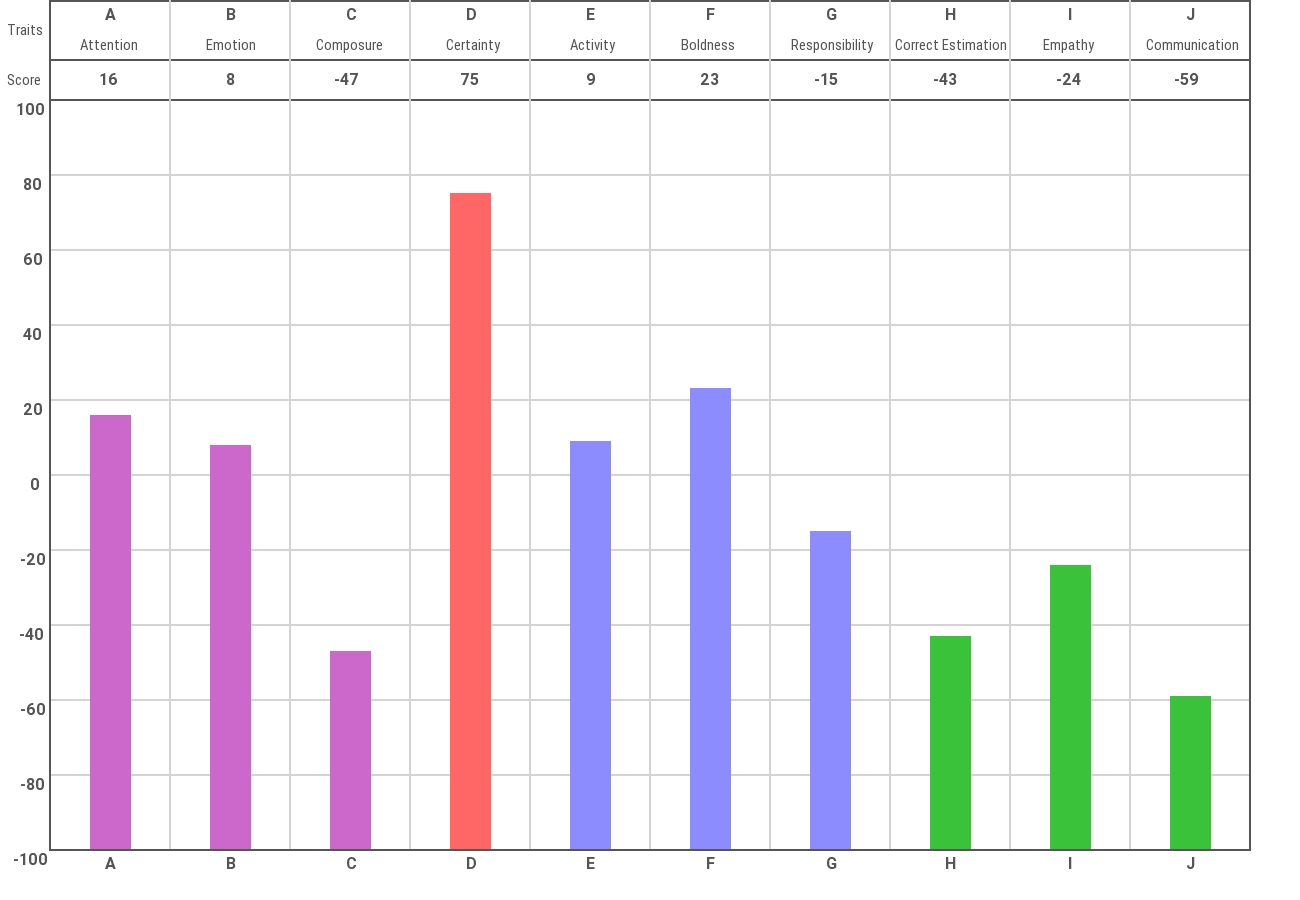 Traits A B C D E F G H I J
Attention Emotion Composure Certainty Activity Boldness Responsibility Correct Estimation Empathy Communication
Score 16 8 -47 75 9 23 -15 -43 -24 -59
100
80
60
40
20
0
-20
-40
-60
-80
-100
A B C D E F G H I J